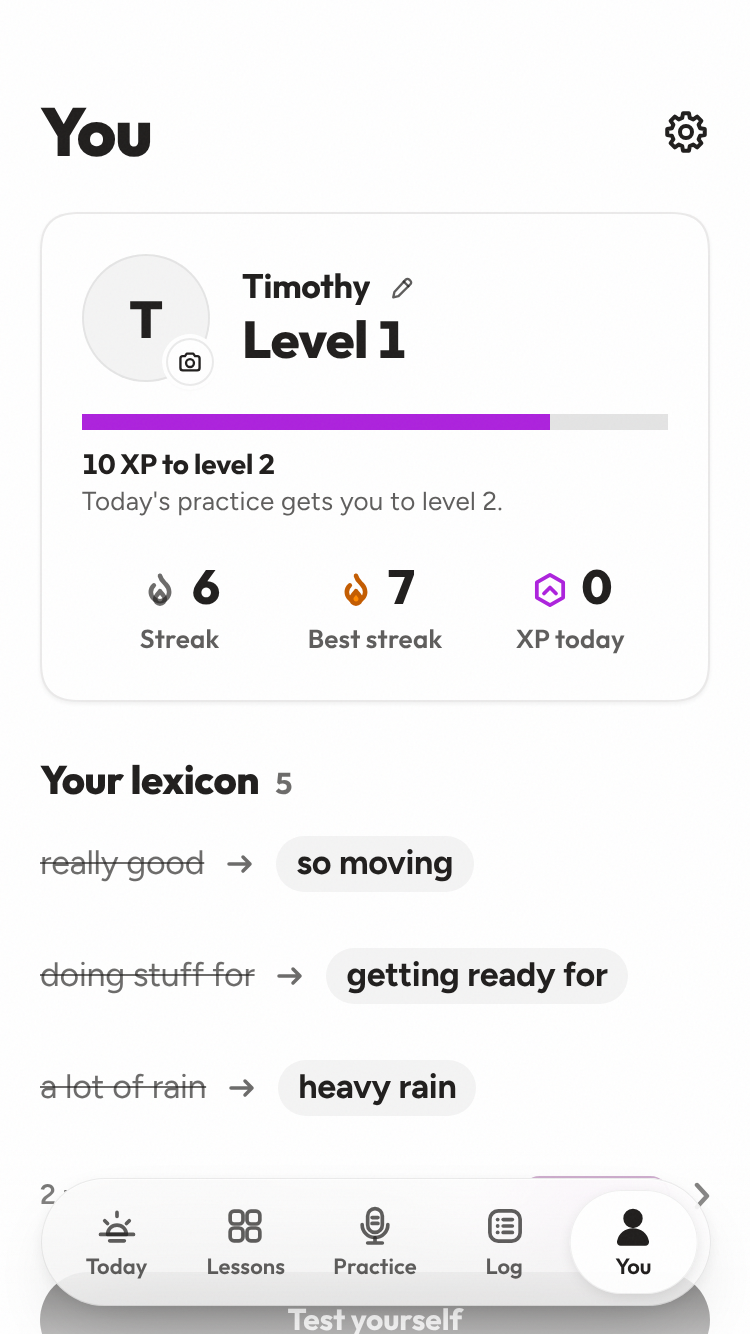 You
T
Timothy
Level 1
10 XP to level 2
Today's practice gets you to level 2.
6
Streak
7
Best streak
0
XP today
Your lexicon 5
really good → so moving
doing stuff for → getting ready for
a lot of rain → heavy rain
2
Today
Lessons
Practice
Log
You
Test yourself